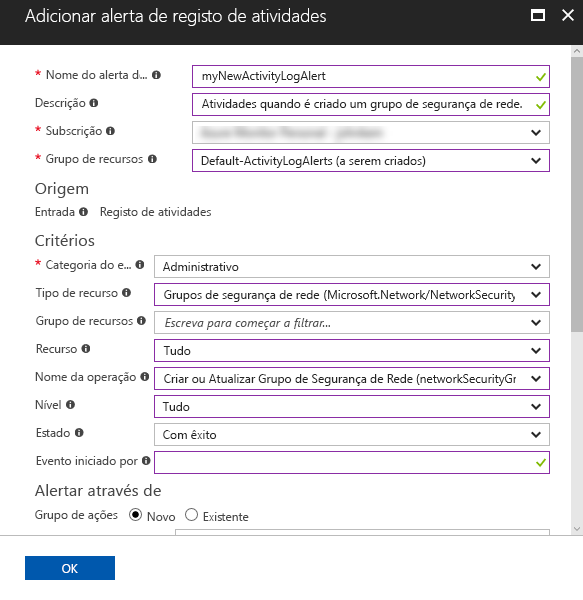 Adicionar alerta de registo de atividades
* Nome do alerta d... myNewActivityLogAlert
Descrição Atividades quando é criado um grupo de segurança de rede.
* Subscrição
* Grupo de recursos Default-ActivityLogAlerts (a serem criados)
Origem
Entrada Registo de atividades
Critérios
* Categoria do e... Administrativo
Tipo de recurso Grupos de segurança de rede (Microsoft.Network/NetworkSecurity
Grupo de recursos Escreva para começar a filtrar...
Recurso Tudo
Nome da operação Criar ou Atualizar Grupo de Segurança de Rede (networkSecurityGr
Nível Tudo
Estado Com êxito
Evento iniciado por
Alertar através de
Grupo de ações Novo Existente
OK